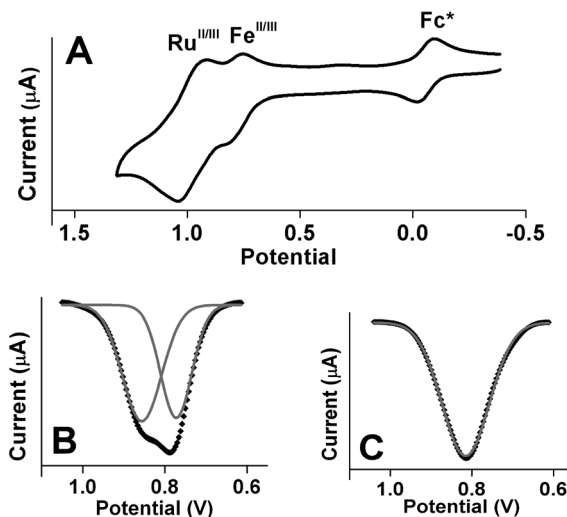 A
Ru^II/III Fe^II/III Fc*
Current (μA)
1.5 1.0 0.5 0.0 -0.5
Potential
B
Current (μA)
1.0 0.8 0.6
Potential (V)
C
Current (μA)
1.0 0.8 0.6
Potential (V)